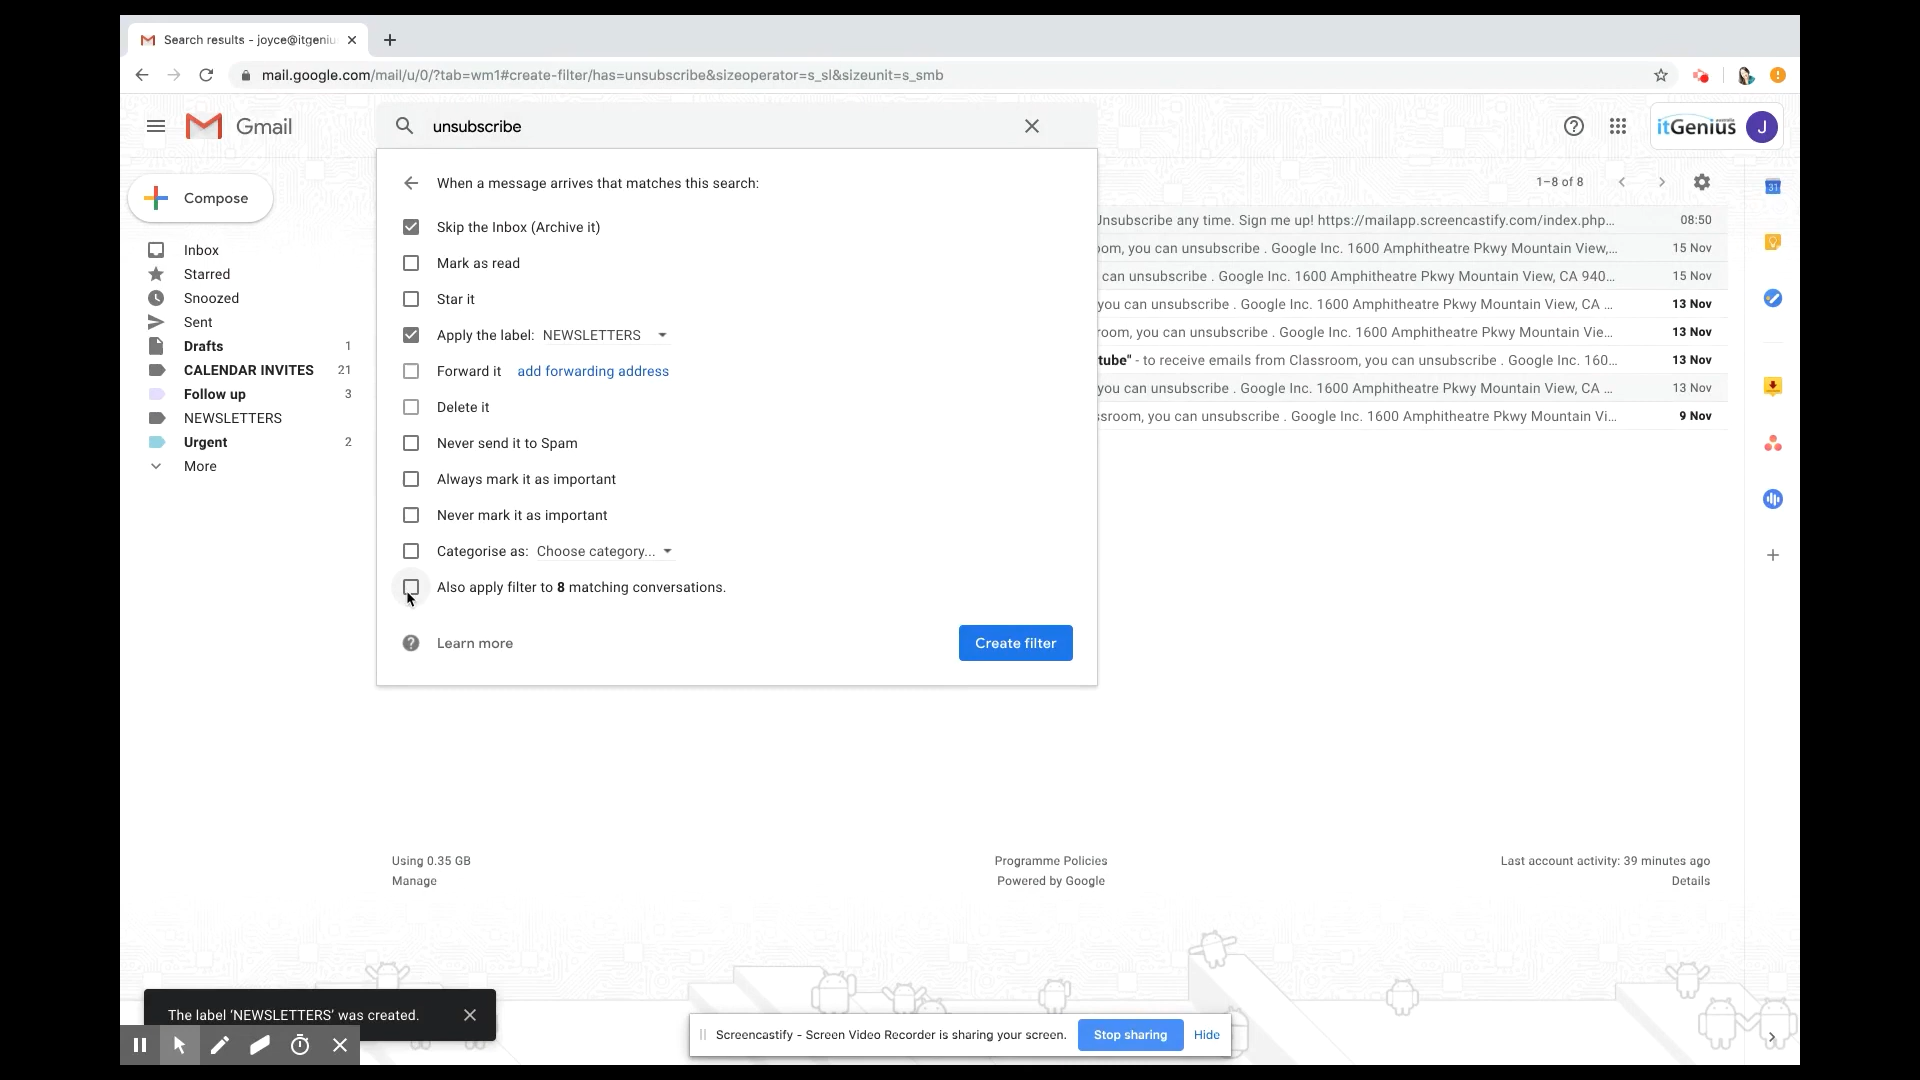 Search results - joyce@itgeniu
mail.google.com/mail/u/0/?tab=wm1#create-filter/has=unsubscribe&sizeoperator=s_sl&sizeunit=s_smb
Gmail
unsubscribe
itGenius
australia
J
Compose
When a message arrives that matches this search:
1–8 of 8
31
Skip the Inbox (Archive it)
Mark as read
Star it
Apply the label: NEWSLETTERS
Forward it add forwarding address
Delete it
Never send it to Spam
Always mark it as important
Never mark it as important
Categorise as: Choose category...
Also apply filter to 8 matching conversations.
Learn more
Create filter
Inbox
Starred
Snoozed
Sent
Drafts 1
CALENDAR INVITES 21
Follow up 3
NEWSLETTERS
Urgent 2
More
Unsubscribe any time. Sign me up! https://mailapp.screencastify.com/index.php... 08:50
om, you can unsubscribe . Google Inc. 1600 Amphitheatre Pkwy Mountain View,... 15 Nov
can unsubscribe . Google Inc. 1600 Amphitheatre Pkwy Mountain View, CA 940... 15 Nov
you can unsubscribe . Google Inc. 1600 Amphitheatre Pkwy Mountain View, CA ... 13 Nov
room, you can unsubscribe . Google Inc. 1600 Amphitheatre Pkwy Mountain Vie... 13 Nov
tube" - to receive emails from Classroom, you can unsubscribe . Google Inc. 160... 13 Nov
you can unsubscribe . Google Inc. 1600 Amphitheatre Pkwy Mountain View, CA ... 13 Nov
ssroom, you can unsubscribe . Google Inc. 1600 Amphitheatre Pkwy Mountain Vi... 9 Nov
Using 0.35 GB
Manage
Programme Policies
Powered by Google
Last account activity: 39 minutes ago
Details
The label 'NEWSLETTERS' was created.
Screencastify - Screen Video Recorder is sharing your screen. Stop sharing Hide